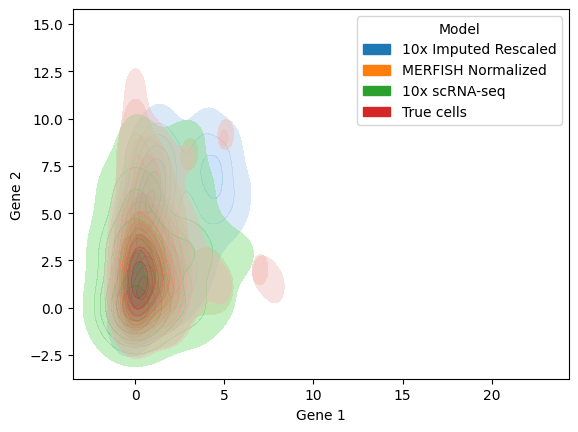 Model
10x Imputed Rescaled
MERFISH Normalized
10x scRNA-seq
True cells
15.0
12.5
10.0
7.5
5.0
2.5
0.0
−2.5
Gene 2
0
5
10
15
20
Gene 1